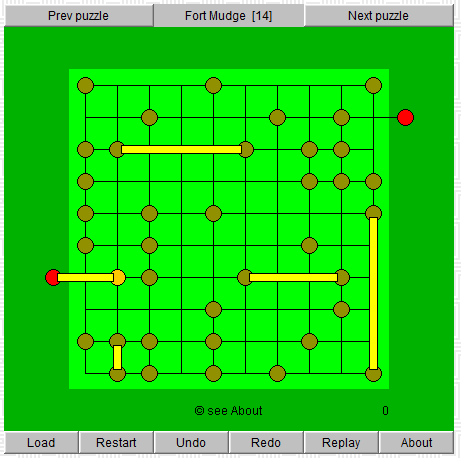 Prev puzzle Fort Mudge [14] Next puzzle
© see About 0
Load Restart Undo Redo Replay About